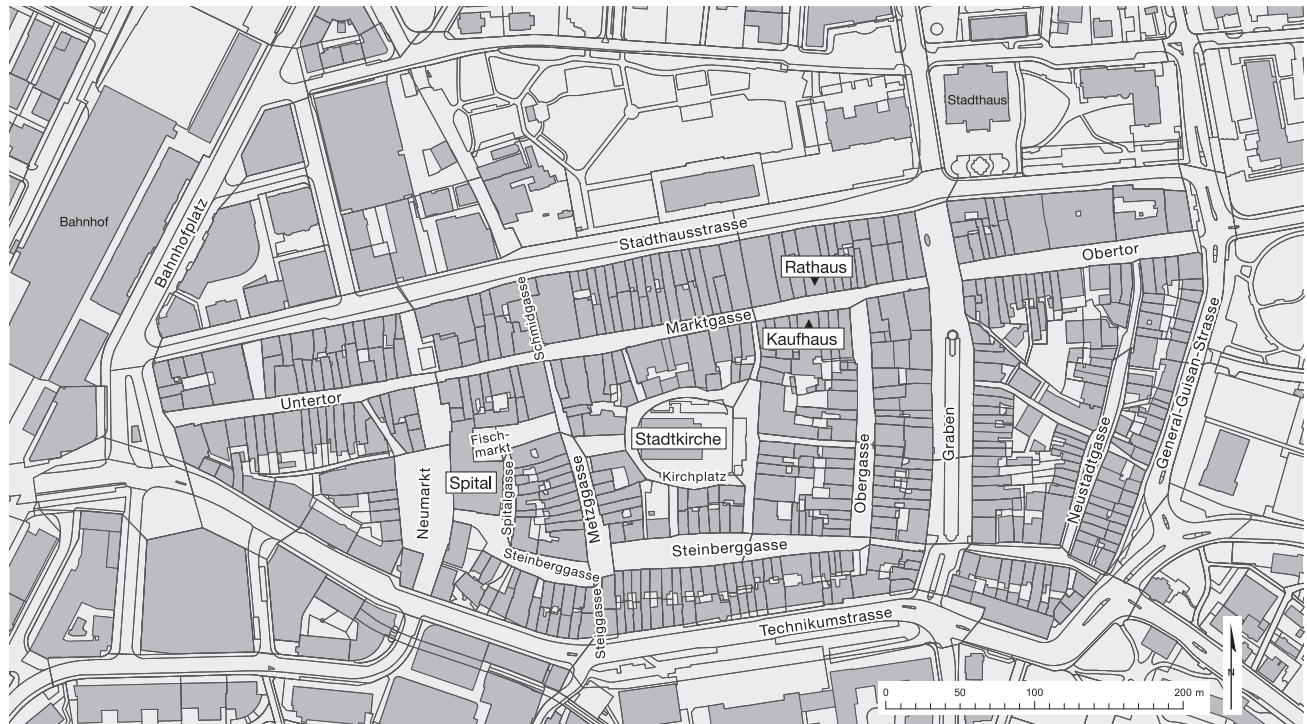 Stadthaus
Bahnhof
Bahnhofplatz
Stadthausstrasse
Obertor
Rathaus
Schmidgasse
Marktgasse
Kaufhaus
General-Guisan-Strasse
Untertor
Fisch-
markt
Stadtkirche
Graben
Kirchplatz
Neumarkt
Spital
Spitalgasse
Metzggasse
Obergasse
Neustadtgasse
Steinberggasse
Steinberggasse
Steiggasse
Technikumstrasse
N
0 50 100 200 m